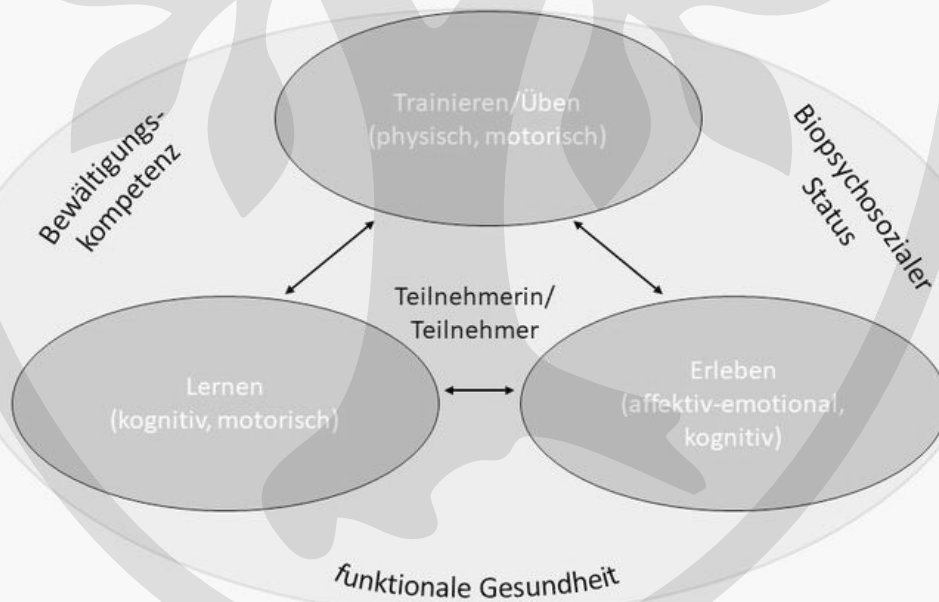 Trainieren/Üben
(physisch, motorisch)
Bewältigungs-
kompetenz
Biopsychosozialer
Status
Teilnehmerin/
Teilnehmer
Lernen
(kognitiv, motorisch)
Erleben
(affektiv-emotional,
kognitiv)
funktionale Gesundheit